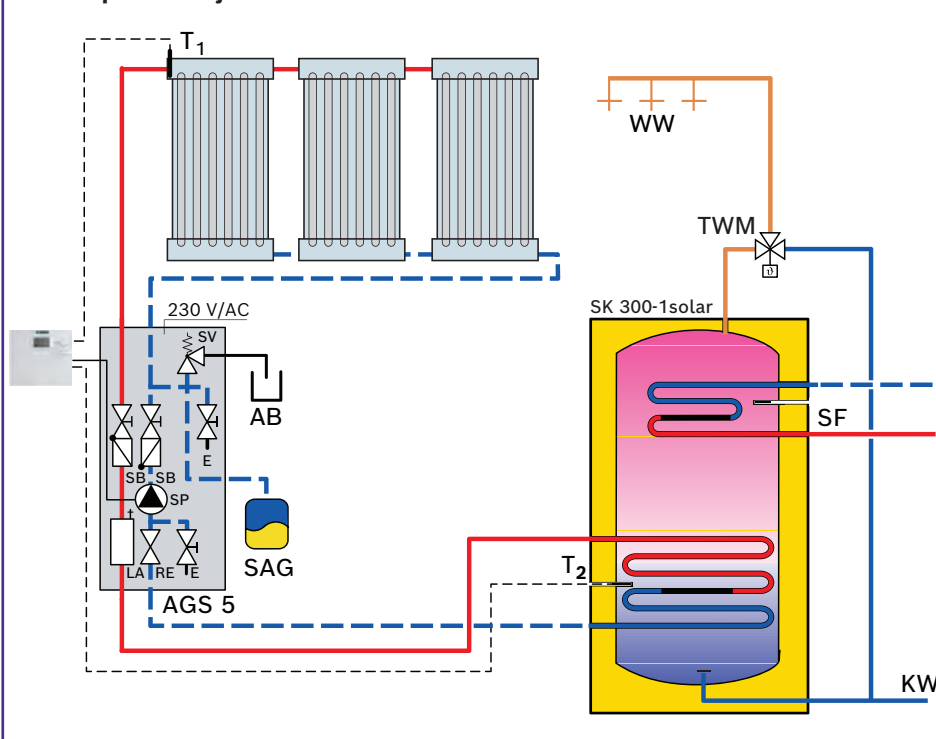 T1
WW
TWM
ϑ
230 V/AC
SK 300-1solar
SV
AB
SF
E
SB SB
SP
SAG
T2
LA RE E
AGS 5
KW